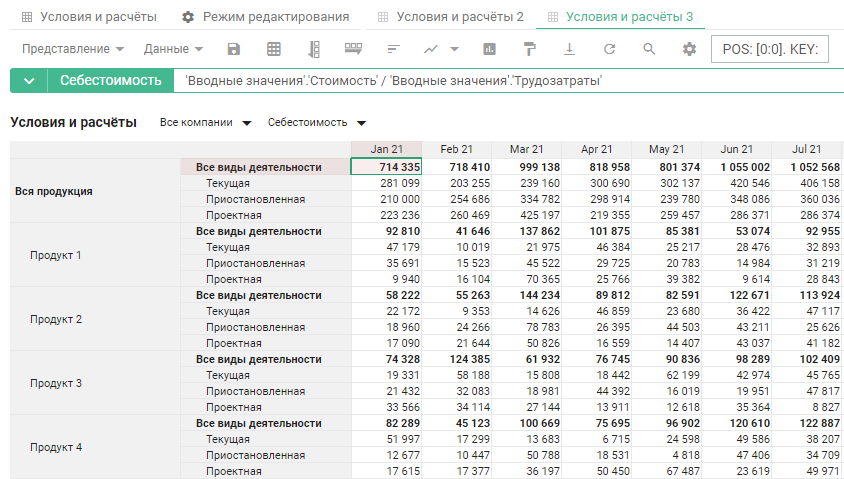 Условия и расчёты Режим редактирования Условия и расчёты 2 Условия и расчёты 3
Представление Данные POS: [0:0]. KEY:
Себестоимость 'Вводные значения'.'Стоимость' / 'Вводные значения'.'Трудозатраты'
Условия и расчёты Все компании Себестоимость
Jan 21 Feb 21 Mar 21 Apr 21 May 21 Jun 21 Jul 21
Все виды деятельности 714 335 718 410 999 138 818 958 801 374 1 055 002 1 052 568
Текущая 281 099 203 255 239 160 300 690 302 137 420 546 406 158
Вся продукция
Приостановленная 210 000 254 686 334 782 298 914 239 780 348 086 360 036
Проектная 223 236 260 469 425 197 219 355 259 457 286 371 286 374
Все виды деятельности 92 810 41 646 137 862 101 875 85 381 53 074 92 955
Текущая 47 179 10 019 21 975 46 384 25 217 28 476 32 893
Продукт 1
Приостановленная 35 691 15 523 45 522 29 725 20 783 14 984 31 219
Проектная 9 940 16 104 70 365 25 766 39 382 9 614 28 843
Все виды деятельности 58 222 55 263 144 234 89 812 82 591 122 671 113 924
Текущая 22 172 9 353 14 626 46 859 23 680 36 422 47 117
Продукт 2
Приостановленная 18 960 24 266 78 783 26 395 44 503 43 211 25 626
Проектная 17 090 21 644 50 826 16 559 14 407 43 037 41 182
Все виды деятельности 74 328 124 385 61 932 76 745 90 836 98 289 102 409
Текущая 19 331 58 188 15 808 18 442 62 199 42 974 45 765
Продукт 3
Приостановленная 21 432 32 083 18 981 44 392 16 019 19 951 47 817
Проектная 33 566 34 114 27 144 13 911 12 618 35 364 8 827
Все виды деятельности 82 289 45 123 100 669 75 695 96 902 120 610 122 887
Текущая 51 997 17 299 13 683 6 715 24 598 49 586 38 207
Продукт 4
Приостановленная 12 677 10 447 50 788 18 531 4 818 47 406 34 709
Проектная 17 615 17 377 36 197 50 450 67 487 23 619 49 971